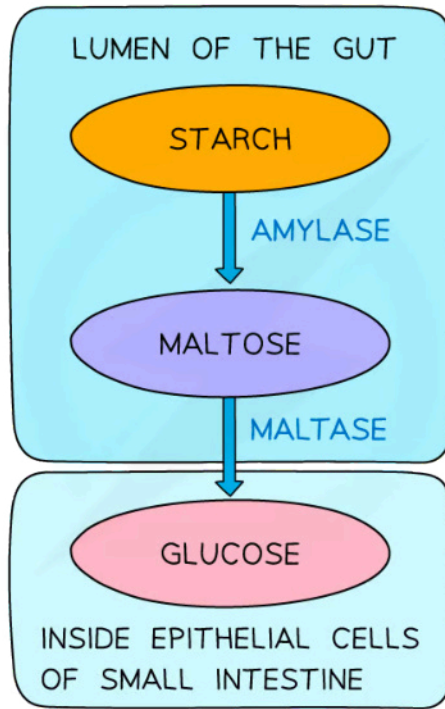 LUMEN OF THE GUT
STARCH
AMYLASE
MALTOSE
MALTASE
GLUCOSE
INSIDE EPITHELIAL CELLS
OF SMALL INTESTINE